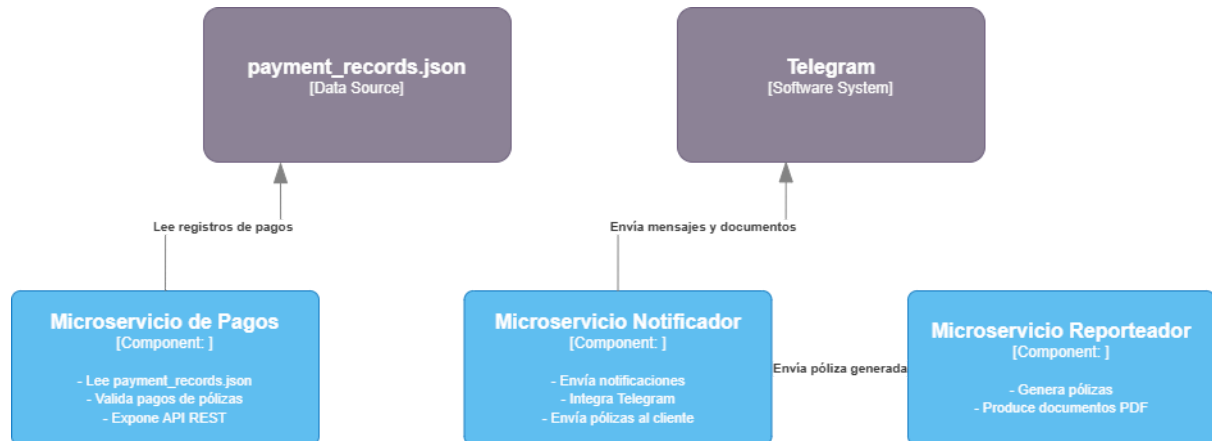 payment_records.json
[Data Source]
Telegram
[Software System]
Lee registros de pagos
Envía mensajes y documentos
Microservicio de Pagos
[Component: ]
- Lee payment_records.json
- Valida pagos de pólizas
- Expone API REST
Microservicio Notificador
[Component: ]
- Envía notificaciones
- Integra Telegram
- Envía pólizas al cliente
Envía póliza generada
Microservicio Reporteador
[Component: ]
- Genera pólizas
- Produce documentos PDF